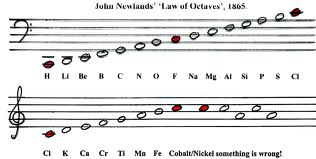 John Newlands' 'Law of Octaves', 1865.
H Li Be B C N O F Na Mg Al Si P S Cl
Cl K Ca Cr Ti Mn Fe Cobalt/Nickel something is wrong!